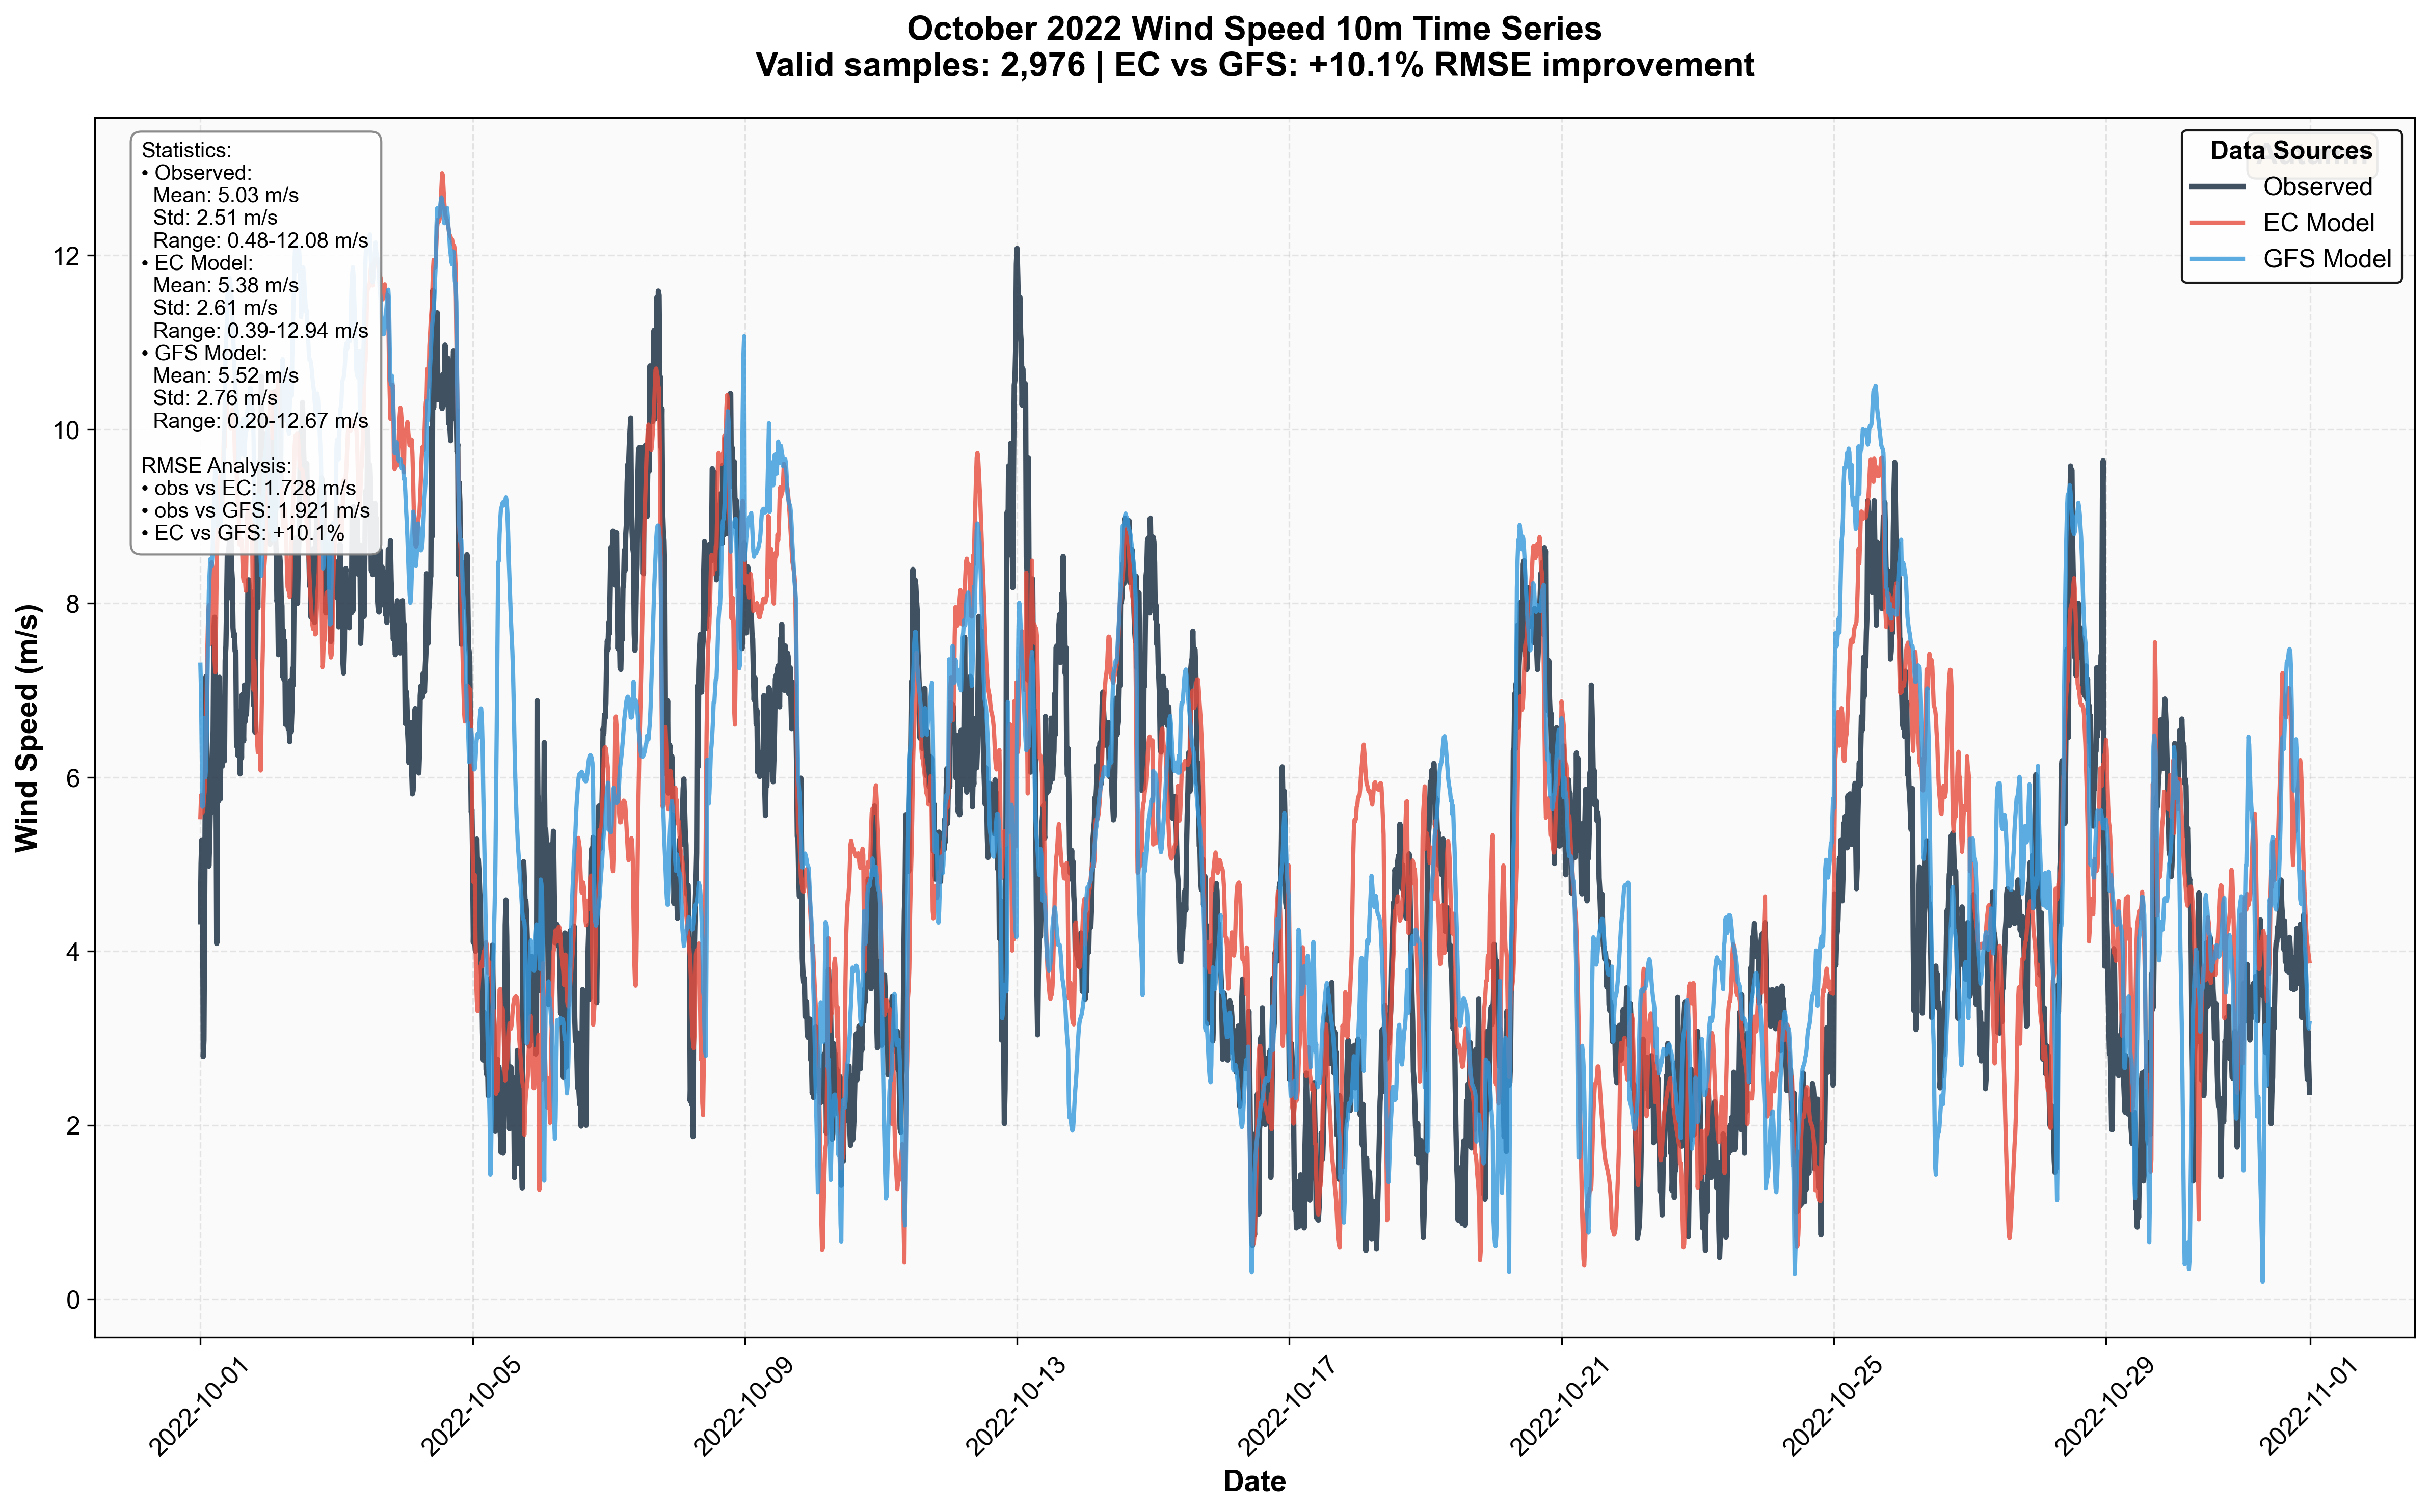 October 2022 Wind Speed 10m Time Series
Valid samples: 2,976 | EC vs GFS: +10.1% RMSE improvement
Statistics:
• Observed:
Mean: 5.03 m/s
Std: 2.51 m/s
Range: 0.48-12.08 m/s
• EC Model:
Mean: 5.38 m/s
Std: 2.61 m/s
Range: 0.39-12.94 m/s
• GFS Model:
Mean: 5.52 m/s
Std: 2.76 m/s
Range: 0.20-12.67 m/s
RMSE Analysis:
• obs vs EC: 1.728 m/s
• obs vs GFS: 1.921 m/s
• EC vs GFS: +10.1%
Data Sources
Observed
EC Model
GFS Model
Wind Speed (m/s)
12
10
8
6
4
2
0
2022-10-01
2022-10-05
2022-10-09
2022-10-13
2022-10-17
2022-10-21
2022-10-25
2022-10-29
2022-11-01
Date